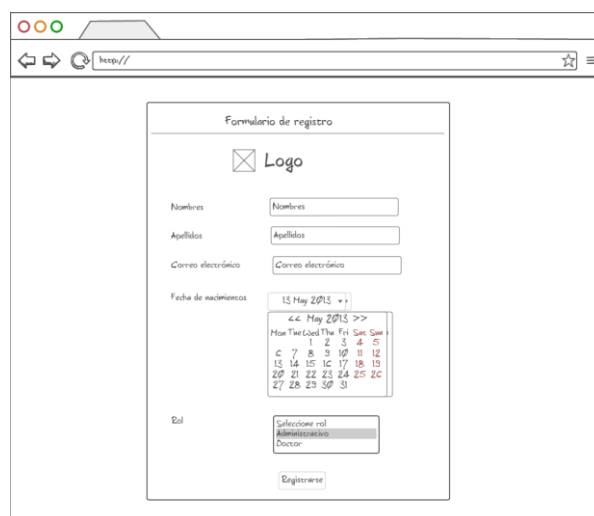 http://
Formulario de registro
Logo
Nombres Nombres
Apellidos Apellidos
Correo electrónico Correo electrónico
Fecha de nacimientos 13 May 2013
<< May 2013 >>
Mon Tue Wed Thu Fri Sat Sun
1 2 3 4 5
6 7 8 9 10 11 12
13 14 15 16 17 18 19
20 21 22 23 24 25 26
27 28 29 30 31
Rol Seleccione rol
Administrativo
Doctor
Registrarse